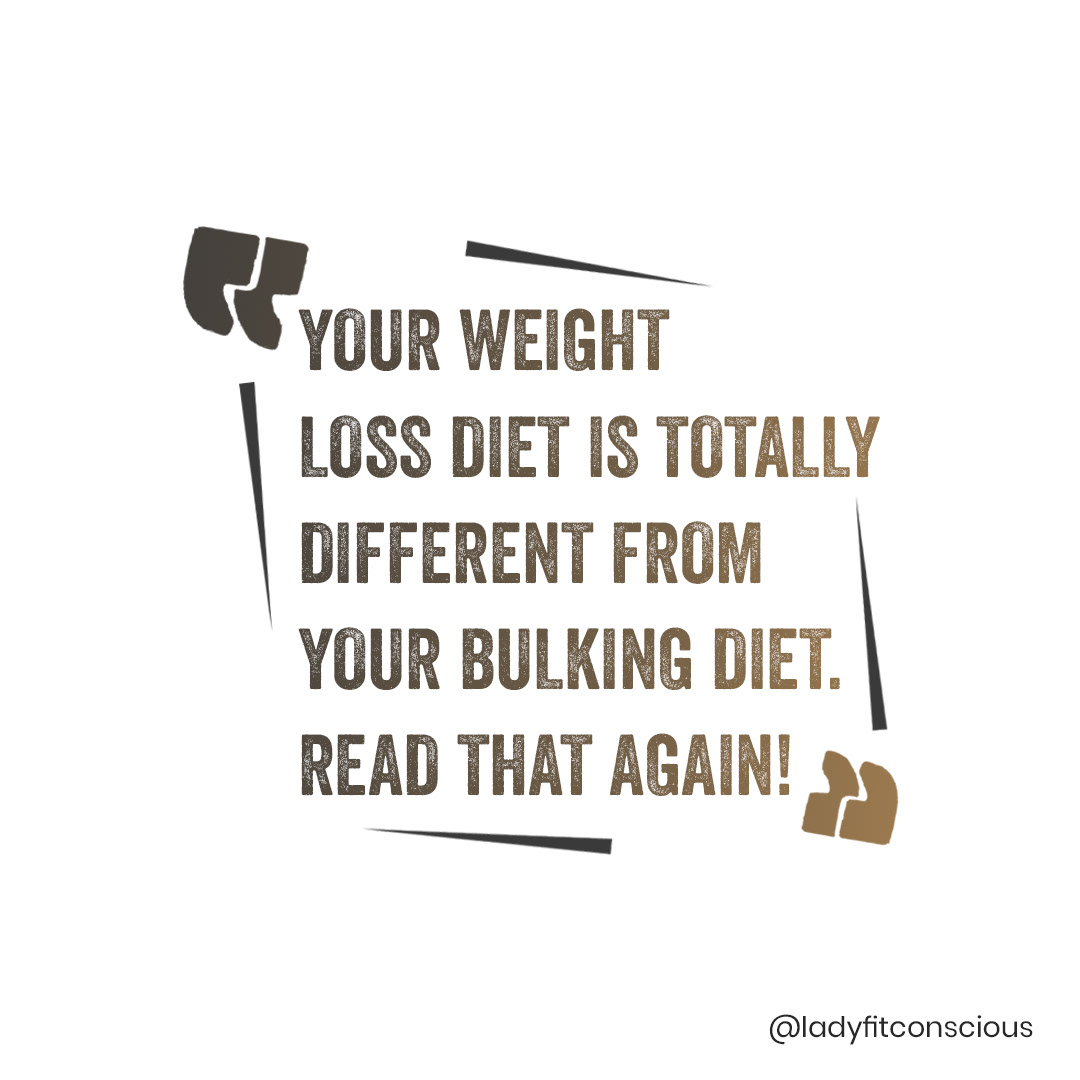 YOUR WEIGHT
LOSS DIET IS TOTALLY
DIFFERENT FROM
YOUR BULKING DIET.
READ THAT AGAIN!
@ladyfitconscious